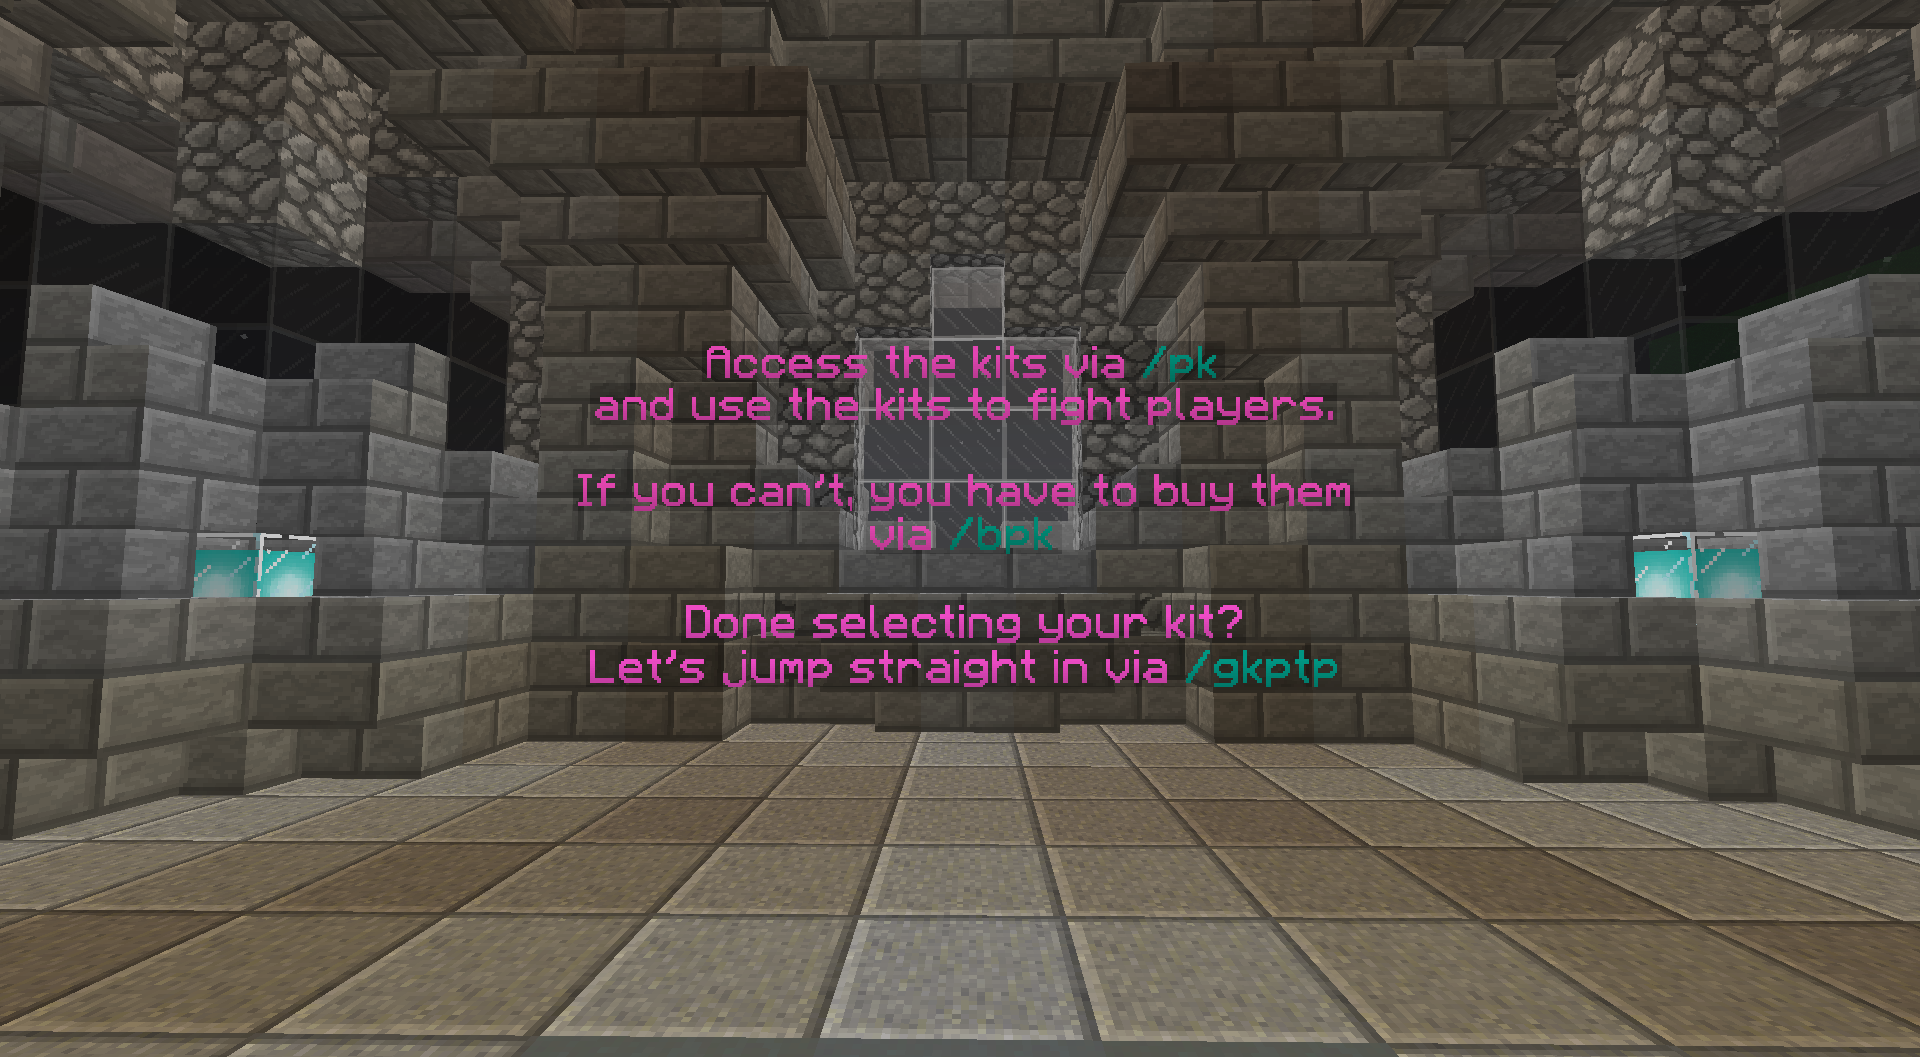 Access the kits via /pk
and use the kits to fight players.
If you can't, you have to buy them
via /bpk
Done selecting your kit?
Let's jump straight in via /gkptp